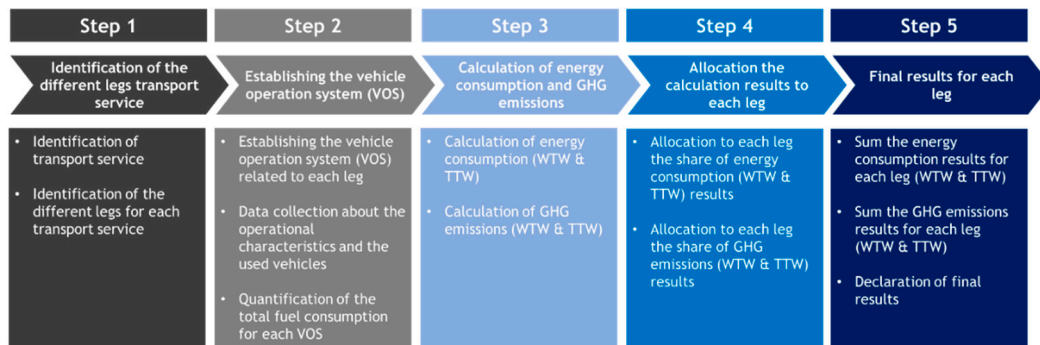 Step 1
Step 2
Step 3
Step 4
Step 5
Identification of the
different legs transport
service
Establishing the vehicle
operation system (VOS)
Calculation of energy
consumption and GHG
emissions
Allocation the
calculation results to
each leg
Final results for each
leg
• Identification of
transport service
• Identification of the
different legs for each
transport service
• Establishing the vehicle
operation system (VOS)
related to each leg
• Data collection about the
operational
characteristics and the
used vehicles
• Quantification of the
total fuel consumption
for each VOS
• Calculation of energy
consumption (WTW &
TTW)
• Calculation of GHG
emissions (WTW & TTW)
• Allocation to each leg
the share of energy
consumption (WTW &
TTW) results
• Allocation to each leg
the share of GHG
emissions (WTW & TTW)
results
• Sum the energy
consumption results for
each leg (WTW & TTW)
• Sum the GHG emissions
results for each leg
(WTW & TTW)
• Declaration of final
results